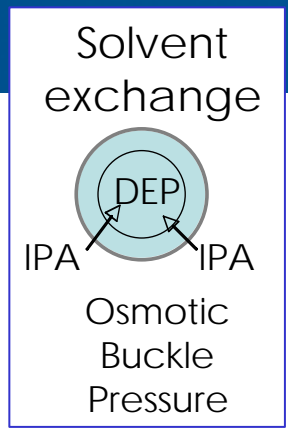 Solvent
exchange
DEP
IPA IPA
Osmotic
Buckle
Pressure